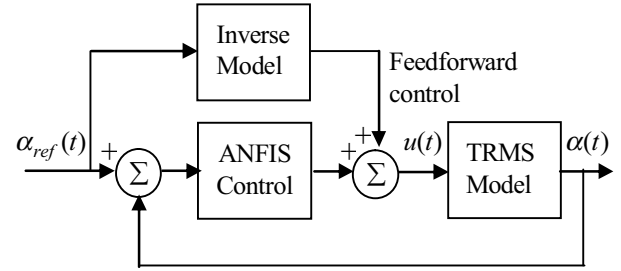 Inverse
Model
Feedforward
control
α_ref(t)
+
Σ
ANFIS
Control
+
+
Σ
u(t)
TRMS
Model
α(t)